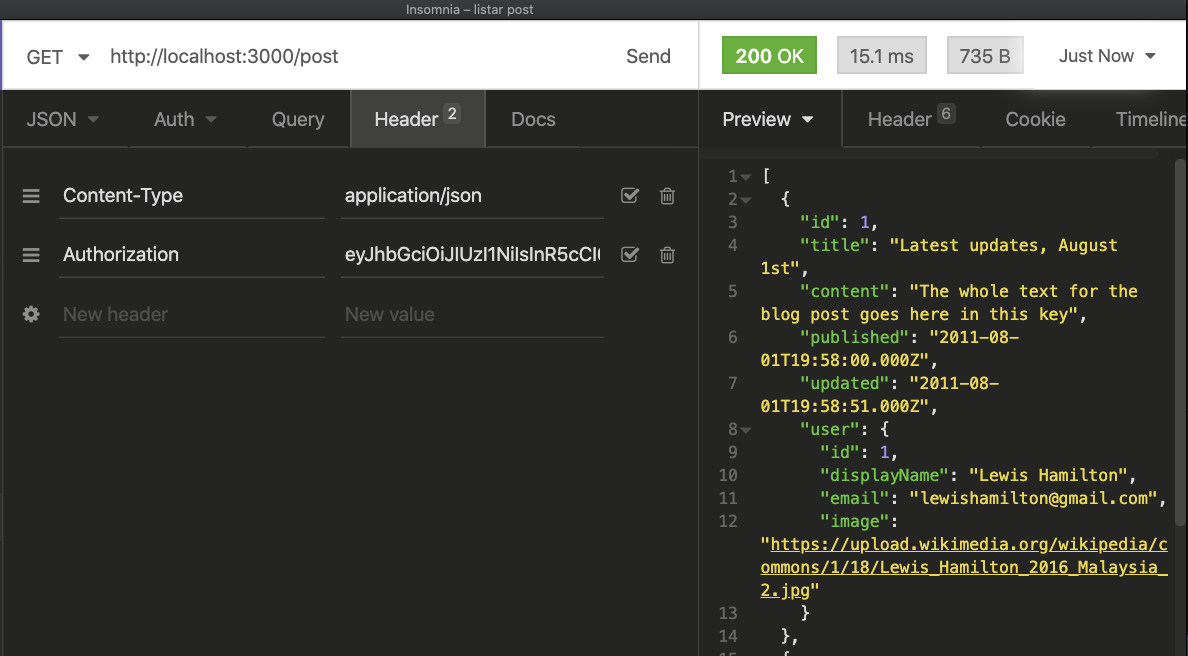 Insomnia – listar post
GET http://localhost:3000/post Send
200 OK 15.1 ms 735 B Just Now
JSON Auth Query Header 2 Docs
Preview Header 6 Cookie Timeline
Content-Type application/json
Authorization
New header New value
1 [
2 {
3 "id": 1,
4 "title": "Latest updates, August
1st",
5 "content": "The whole text for the
blog post goes here in this key",
6 "published": "2011-08-
01T19:58:00.000Z",
7 "updated": "2011-08-
01T19:58:51.000Z",
8 "user": {
9 "id": 1,
10 "displayName": "Lewis Hamilton",
11 "email": "lewishamilton@gmail.com",
12 "image":
"https://upload.wikimedia.org/wikipedia/c
ommons/1/18/Lewis_Hamilton_2016_Malaysia_
2.jpg"
13 }
14 },